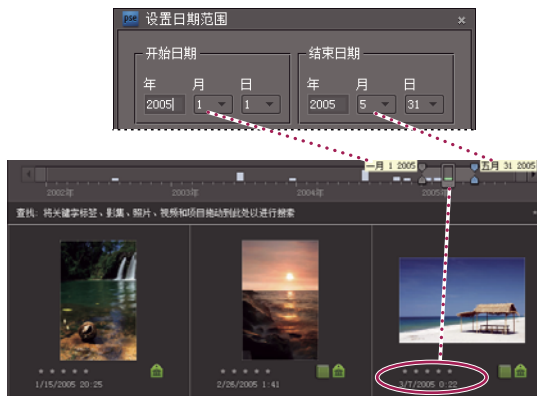 pse 设置日期范围
开始日期 结束日期
年 月 日 年 月 日
2005 1 1 2005 5 31
一月 1 2005 五月 31 2005
2002年 2003年 2004年 2005年
查找: 将关键字标签、影集、照片、视频和项目拖动到此处以进行搜索
1/15/2005 20:25 2/26/2005 1:41 3/7/2005 0:22